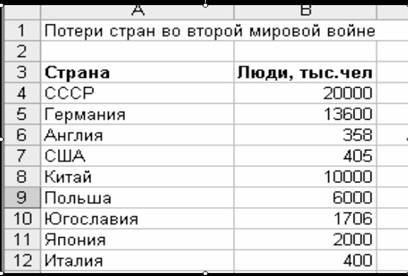 A B
1 Потери стран во второй мировой войне
2
3 Страна Люди, тыс.чел
4 СССР 20000
5 Германия 13600
6 Англия 358
7 США 405
8 Китай 10000
9 Польша 6000
10 Югославия 1706
11 Япония 2000
12 Италия 400